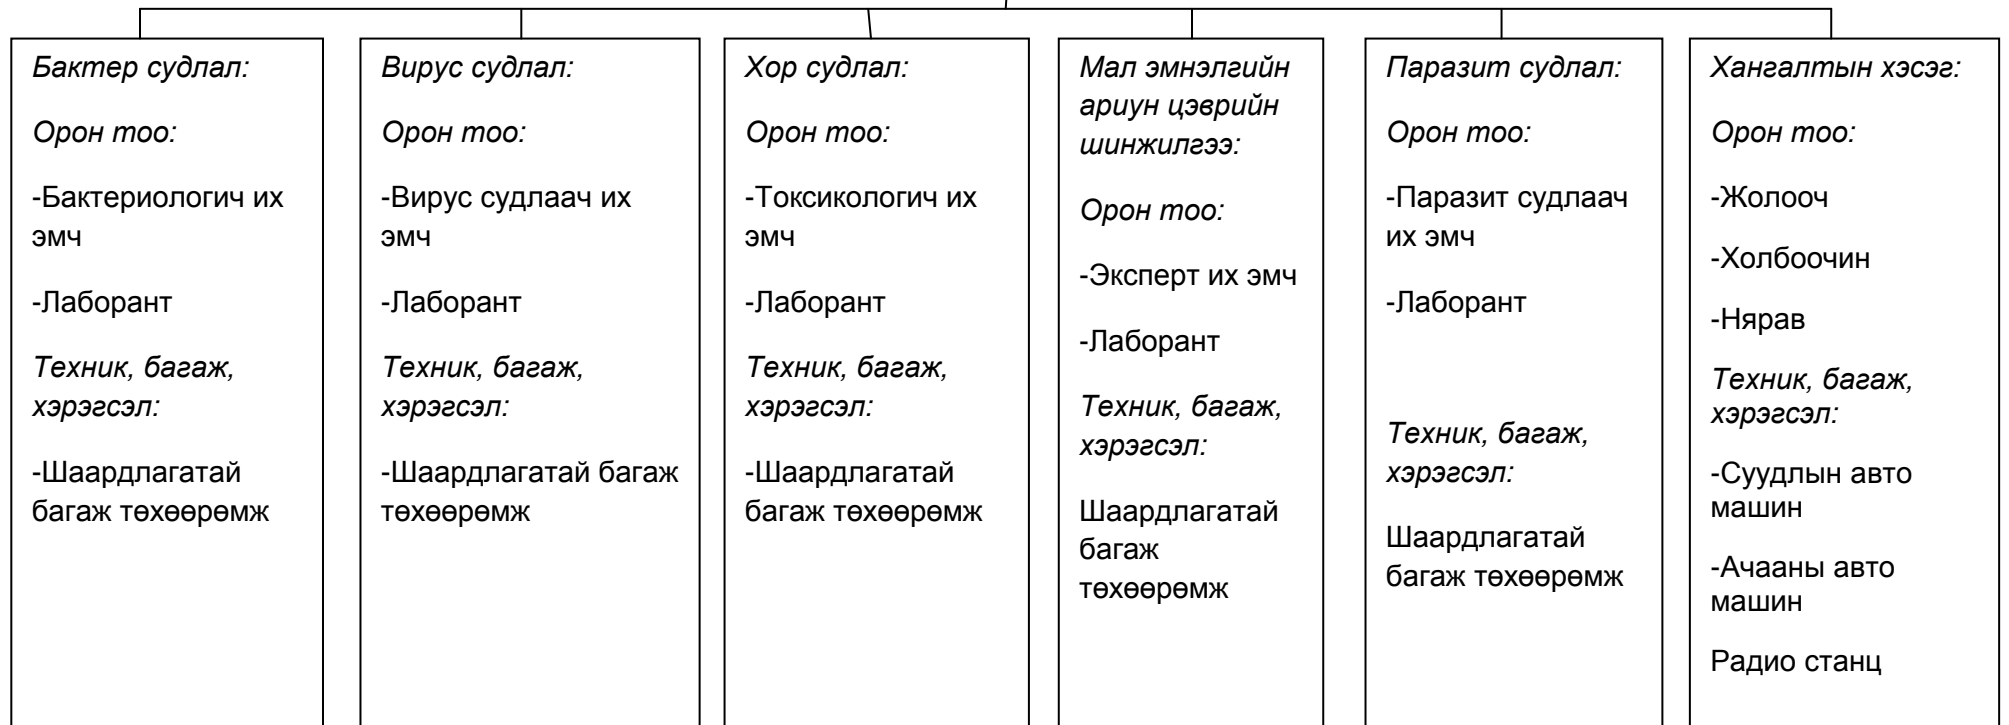 Бактер судлал:
Орон тоо:
-Бактериологич их
эмч
-Лаборант
Техник, багаж,
хэрэгсэл:
-Шаардлагатай
багаж төхөөрөмж
Вирус судлал:
Орон тоо:
-Вирус судлаач их
эмч
-Лаборант
Техник, багаж,
хэрэгсэл:
-Шаардлагатай багаж
төхөөрөмж
Хор судлал:
Орон тоо:
-Токсикологич их
эмч
-Лаборант
Техник, багаж,
хэрэгсэл:
-Шаардлагатай
багаж төхөөрөмж
Мал эмнэлгийн
ариун цэврийн
шинжилгээ:
Орон тоо:
-Эксперт их эмч
-Лаборант
Техник, багаж,
хэрэгсэл:
Шаардлагатай
багаж
төхөөрөмж
Паразит судлал:
Орон тоо:
-Паразит судлаач
их эмч
-Лаборант
Техник, багаж,
хэрэгсэл:
Шаардлагатай
багаж төхөөрөмж
Хангалтын хэсэг:
Орон тоо:
-Жолооч
-Холбоочин
-Нярав
Техник, багаж,
хэрэгсэл:
-Суудлын авто
машин
-Ачааны авто
машин
Радио станц